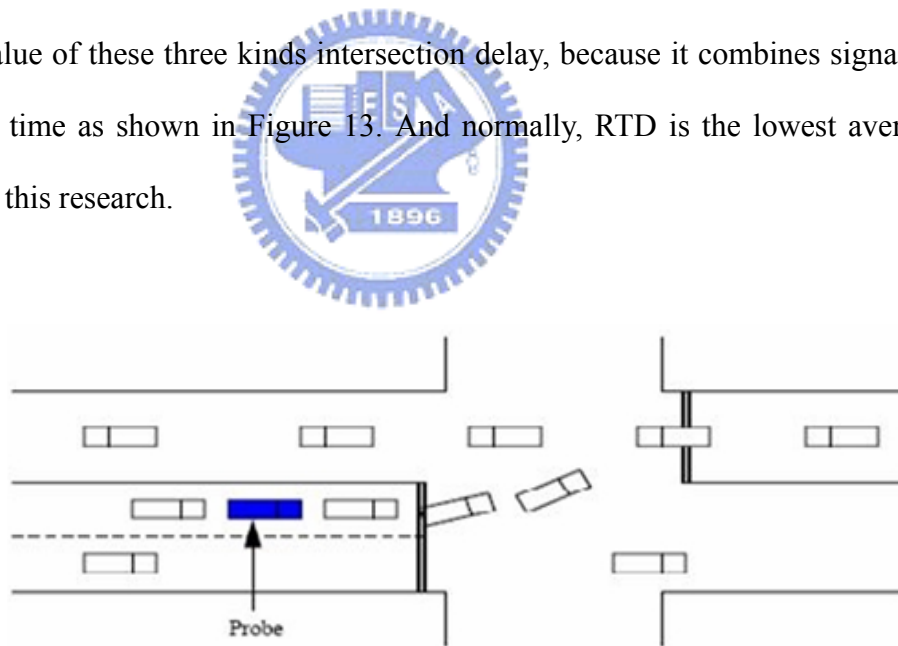 alue of these three kinds intersection delay, because it combines signa
time as shown in Figure 13. And normally, RTD is the lowest aver
this research.
E S A
1896
Probe